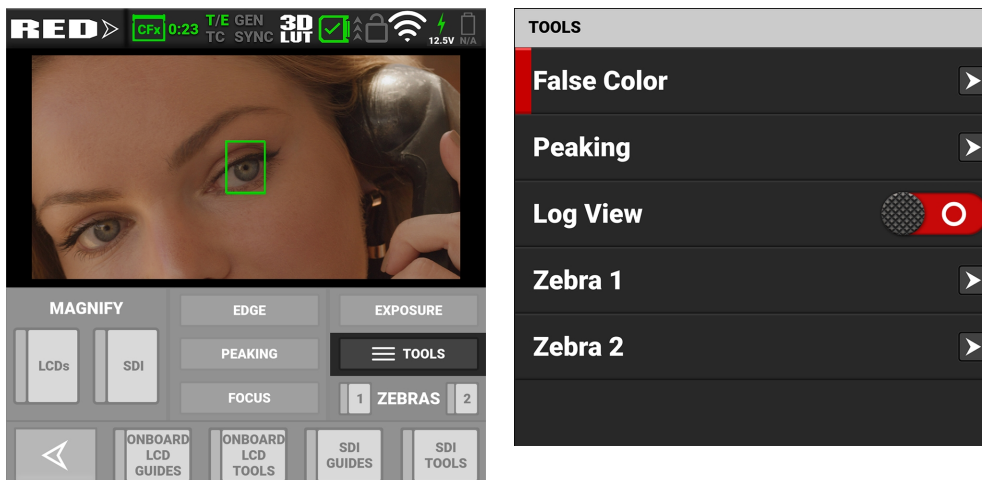 RED
CFx 0:23 T/E GEN 3D
TC SYNC LUT
12.5V N/A
MAGNIFY EDGE EXPOSURE
LCDs SDI PEAKING TOOLS
FOCUS 1 ZEBRAS 2
ONBOARD LCD GUIDES
ONBOARD LCD TOOLS
SDI GUIDES
SDI TOOLS
TOOLS
False Color
Peaking
Log View
Zebra 1
Zebra 2